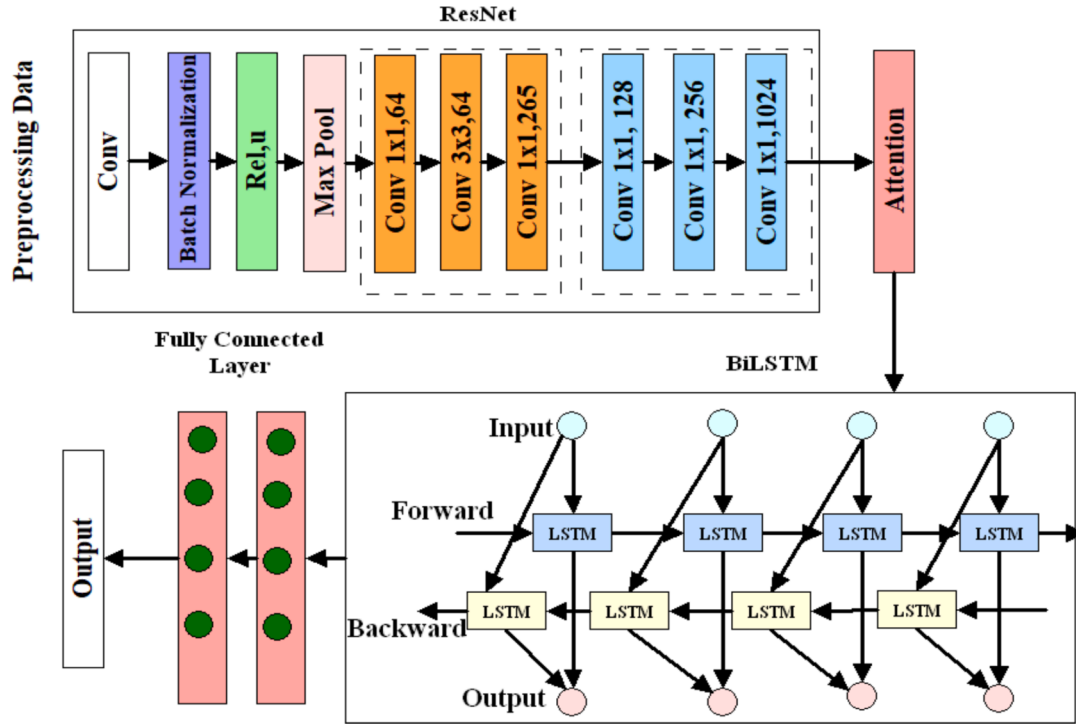 ResNet
Preprocessing Data
Conv
Batch Normalization
Rel,u
Max Pool
Conv 1x1,64
Conv 3x3,64
Conv 1x1,265
Conv 1x1, 128
Conv 1x1, 256
Conv 1x1,1024
Attention
Fully Connected
Layer
BiLSTM
Input
Forward
LSTM
LSTM
LSTM
LSTM
LSTM
LSTM
LSTM
LSTM
Backward
Output
Output